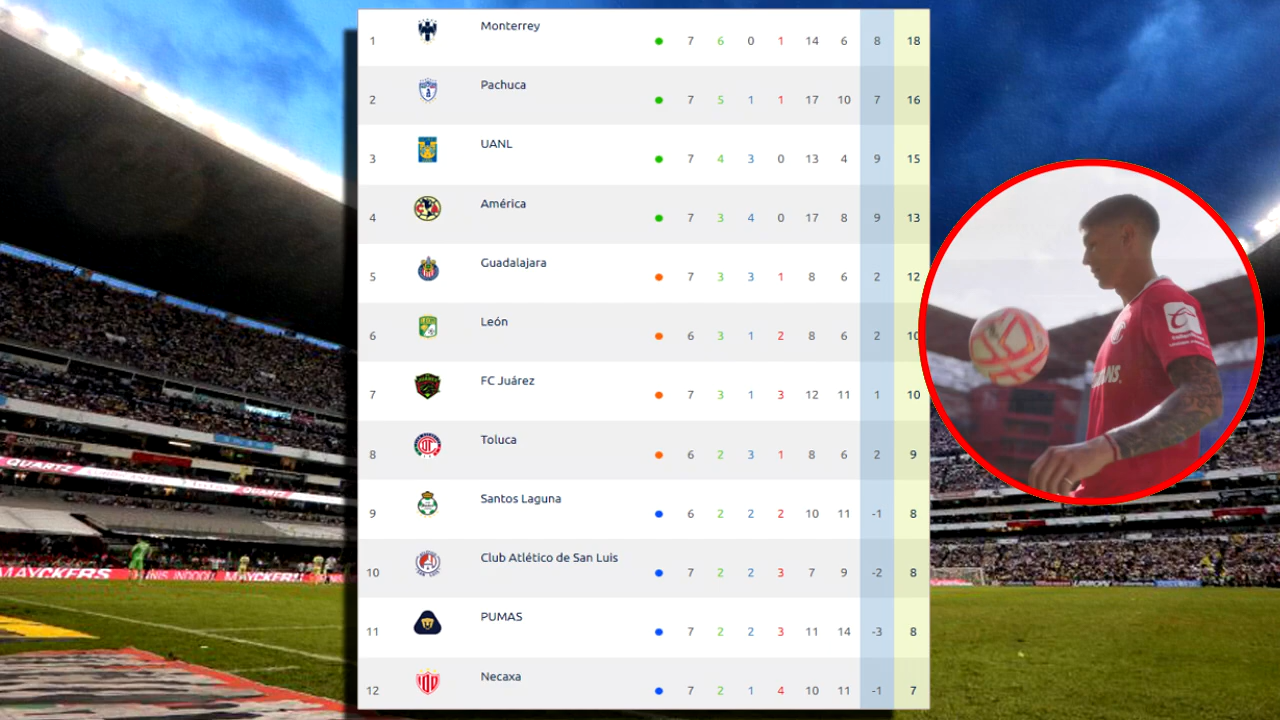 1 Monterrey 7 6 0 1 14 6 8 18
2 Pachuca 7 5 1 1 17 10 7 16
3 UANL 7 4 3 0 13 4 9 15
4 América 7 3 4 0 17 8 9 13
5 Guadalajara 7 3 3 1 8 6 2 12
6 León 6 3 1 2 8 6 2 10
7 FC Juárez 7 3 1 3 12 11 1 10
8 Toluca 6 2 3 1 8 6 2 9
9 Santos Laguna 6 2 2 2 10 11 -1 8
10 Club Atlético de San Luis 7 2 2 3 7 9 -2 8
11 PUMAS 7 2 2 3 11 14 -3 8
12 Necaxa 7 2 1 4 10 11 -1 7
QUARTZ
MAYCKERS